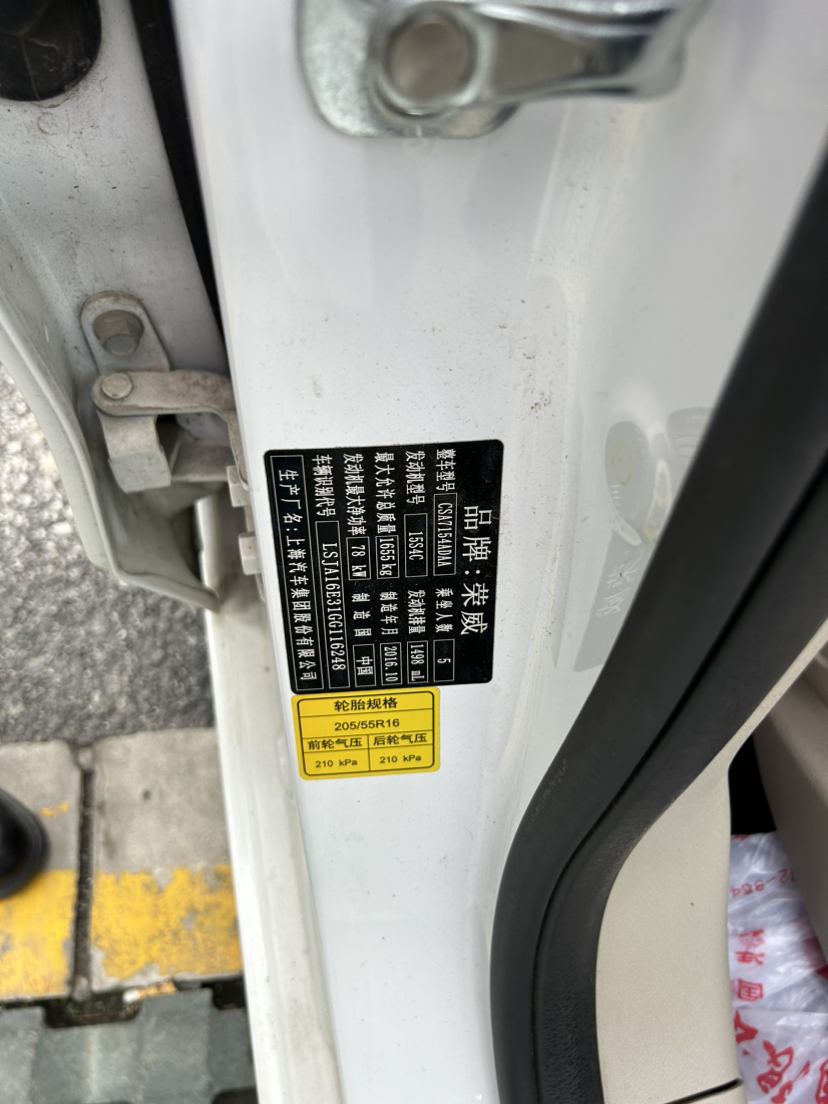 品牌：荣威
整车型号 CSA7154ADAA 乘坐人数 5
发动机型号 15S4C 发动机排量 1498 mL
最大允许总质量 1655 kg 制造年月 2016.10
发动机最大净功率 78 kW 制造国 中国
车辆识别代号 LSJA16E31GG116248
生产厂名：上海汽车集团股份有限公司
轮胎规格
205/55R16
前轮气压 后轮气压
210 kPa 210 kPa